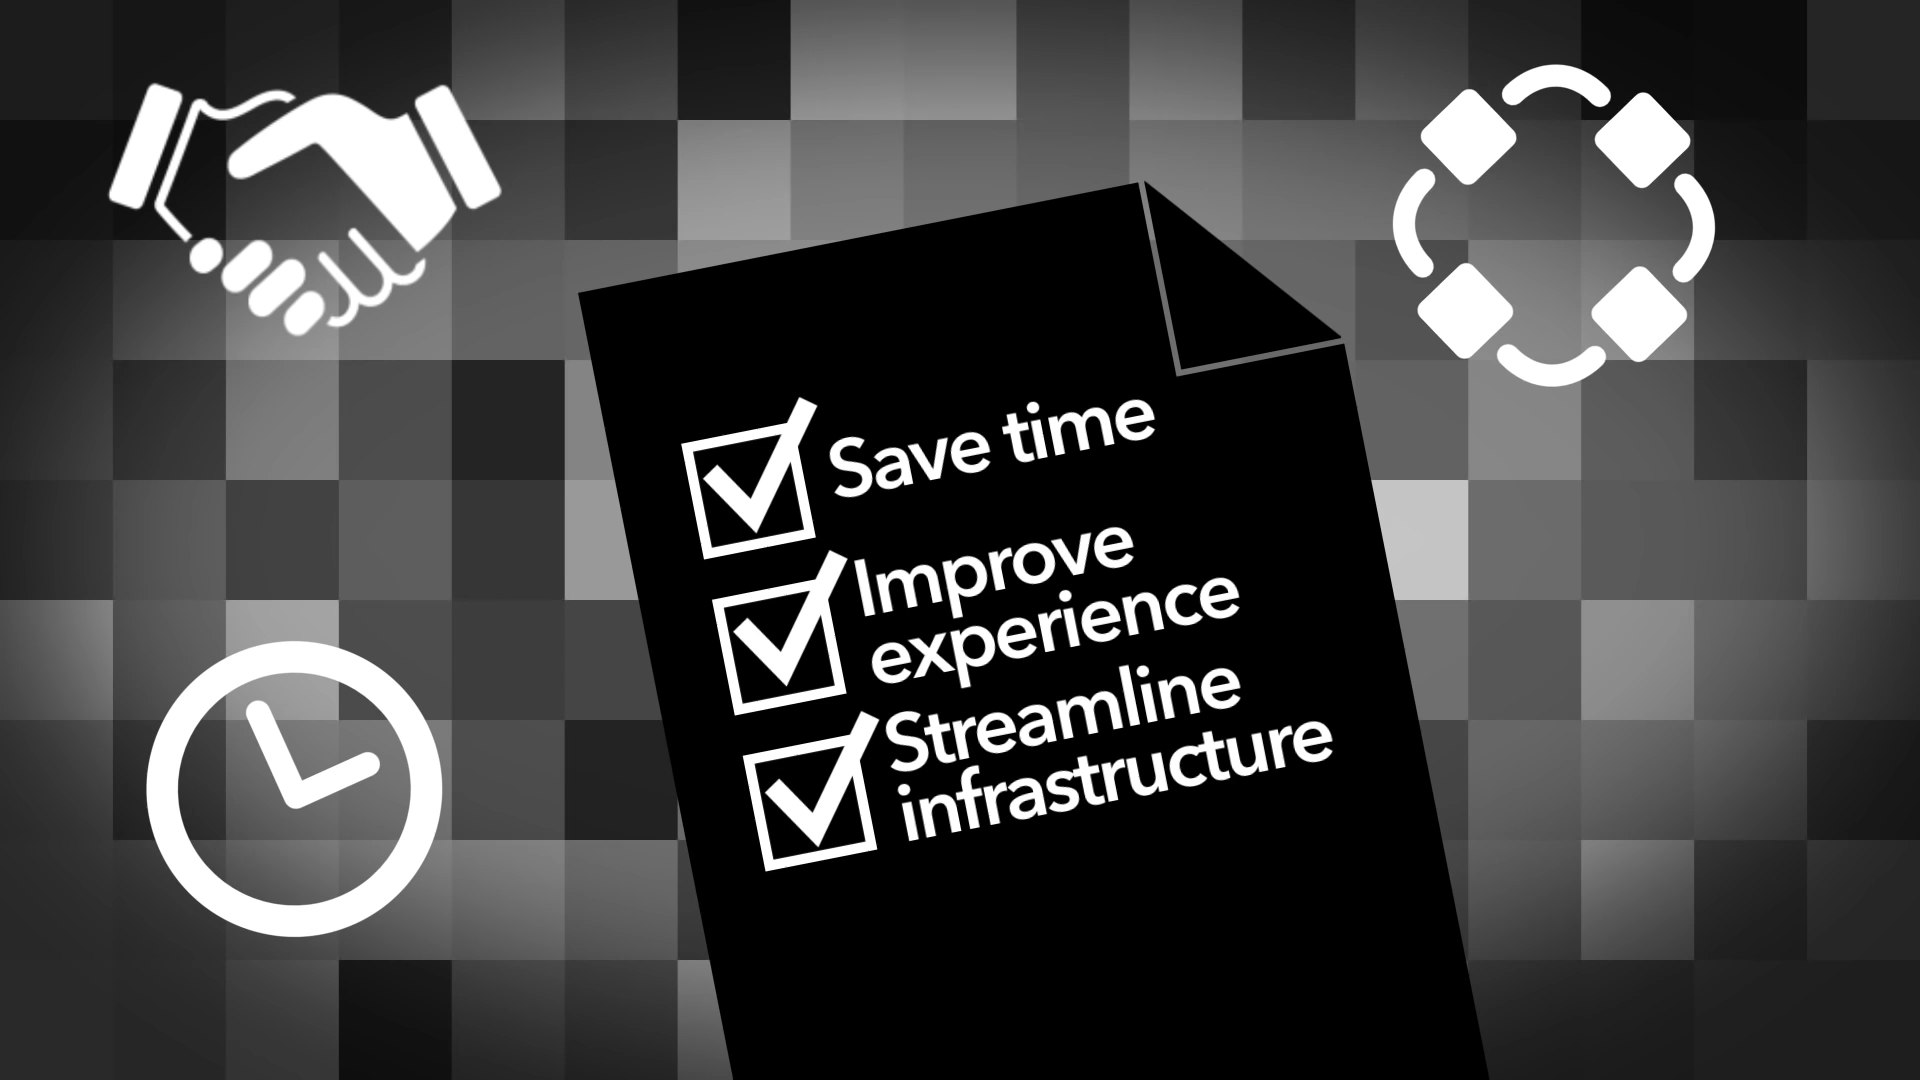 Save time
Improve
experience
Streamline
infrastructure